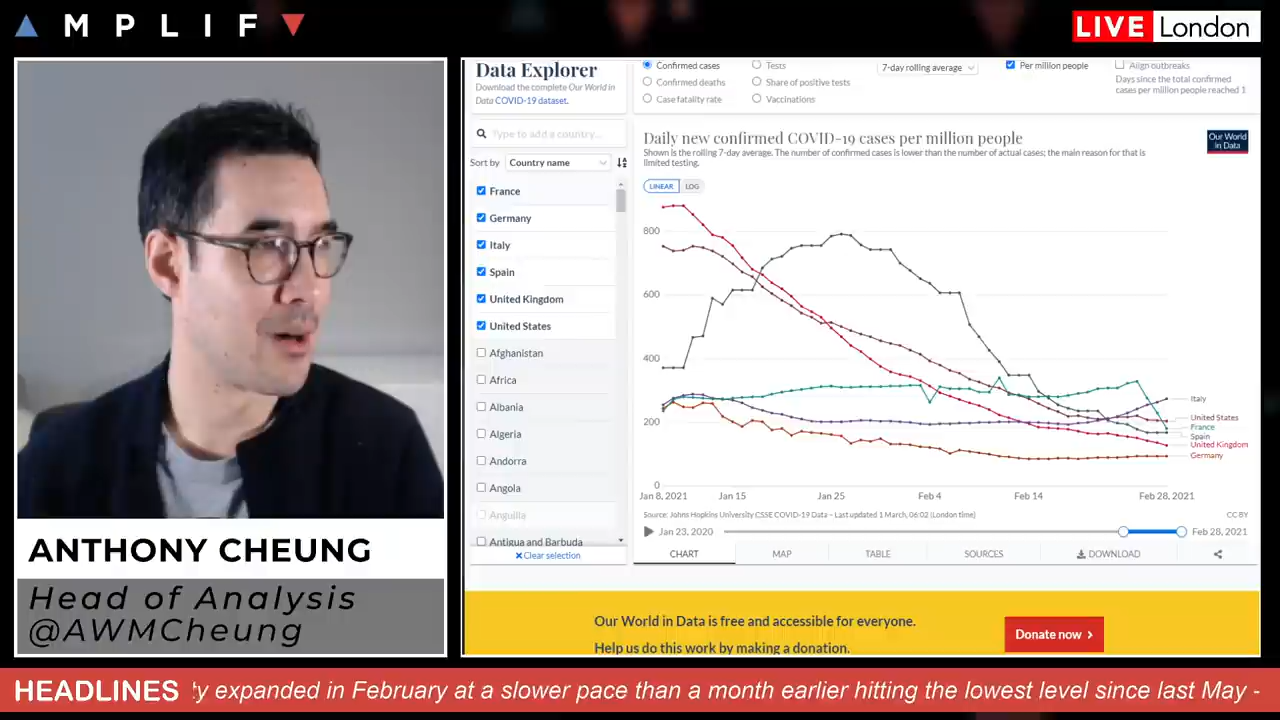 MPLIF
LIVE London
Data Explorer
Download the complete Our World in
Data COVID-19 dataset.
Type to add a country...
Sort by Country name
France
Germany
Italy
Spain
United Kingdom
United States
Afghanistan
Africa
Albania
Algeria
Andorra
Angola
Anguilla
Antigua and Barbuda
Clear selection
Confirmed cases
Confirmed deaths
Case fatality rate
Tests
Share of positive tests
Vaccinations
7-day rolling average
Per million people
Align outbreaks
Days since the total confirmed
cases per million people reached 1
Daily new confirmed COVID-19 cases per million people
Shown is the rolling 7-day average. The number of confirmed cases is lower than the number of actual cases; the main reason for that is
limited testing.
Our World
in Data
LINEAR LOG
800
600
400
200
0
Italy
United States
France
Spain
United Kingdom
Germany
Jan 8, 2021 Jan 15 Jan 25 Feb 4 Feb 14 Feb 28, 2021
Source: Johns Hopkins University CSSE COVID-19 Data – Last updated 1 March, 06:02 (London time)
CC BY
Jan 23, 2020 Feb 28, 2021
CHART MAP TABLE SOURCES DOWNLOAD
Our World in Data is free and accessible for everyone.
Help us do this work by making a donation.
Donate now
ANTHONY CHEUNG
Head of Analysis
@AWMCheung
HEADLINES y expanded in February at a slower pace than a month earlier hitting the lowest level since last May -